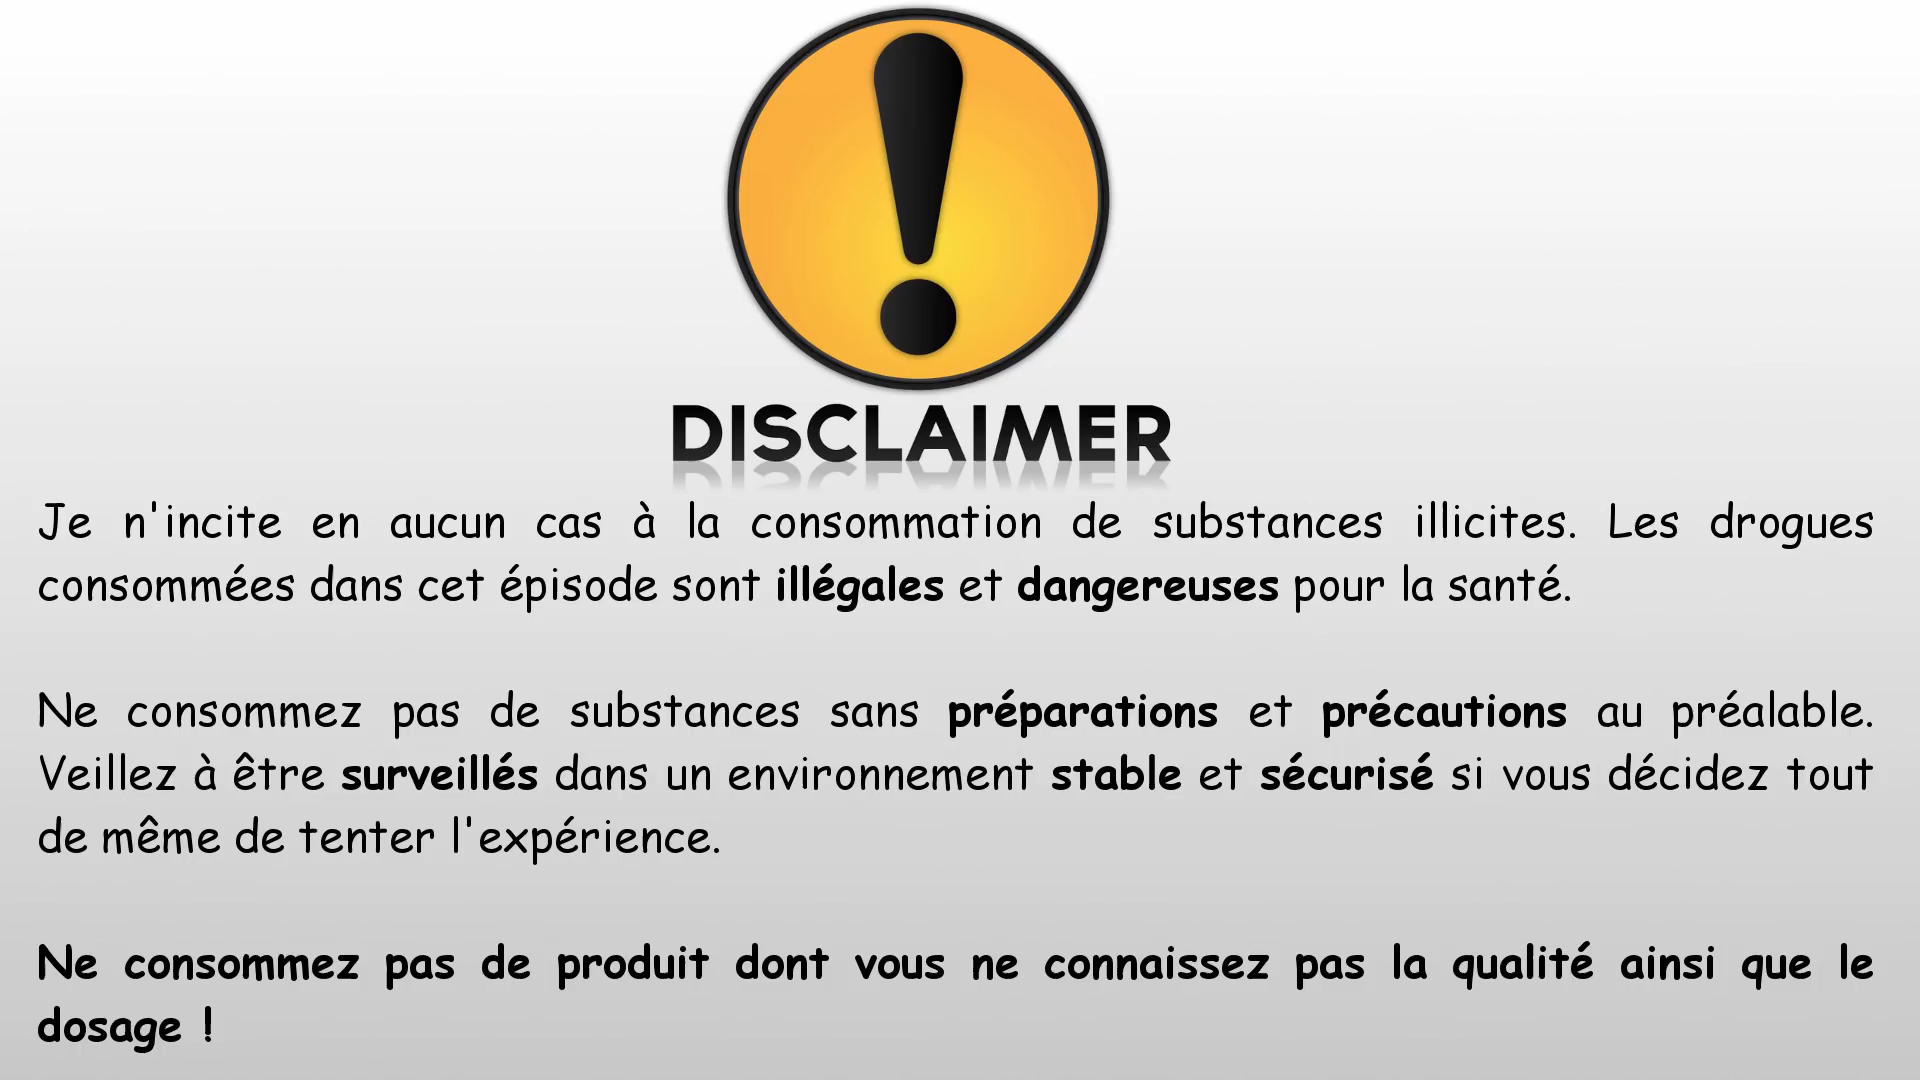 DISCLAIMER
Je n'incite en aucun cas à la consommation de substances illicites. Les drogues
consommées dans cet épisode sont illégales et dangereuses pour la santé.
Ne consommez pas de substances sans préparations et précautions au préalable.
Veillez à être surveillés dans un environnement stable et sécurisé si vous décidez tout
de même de tenter l'expérience.
Ne consommez pas de produit dont vous ne connaissez pas la qualité ainsi que le
dosage !